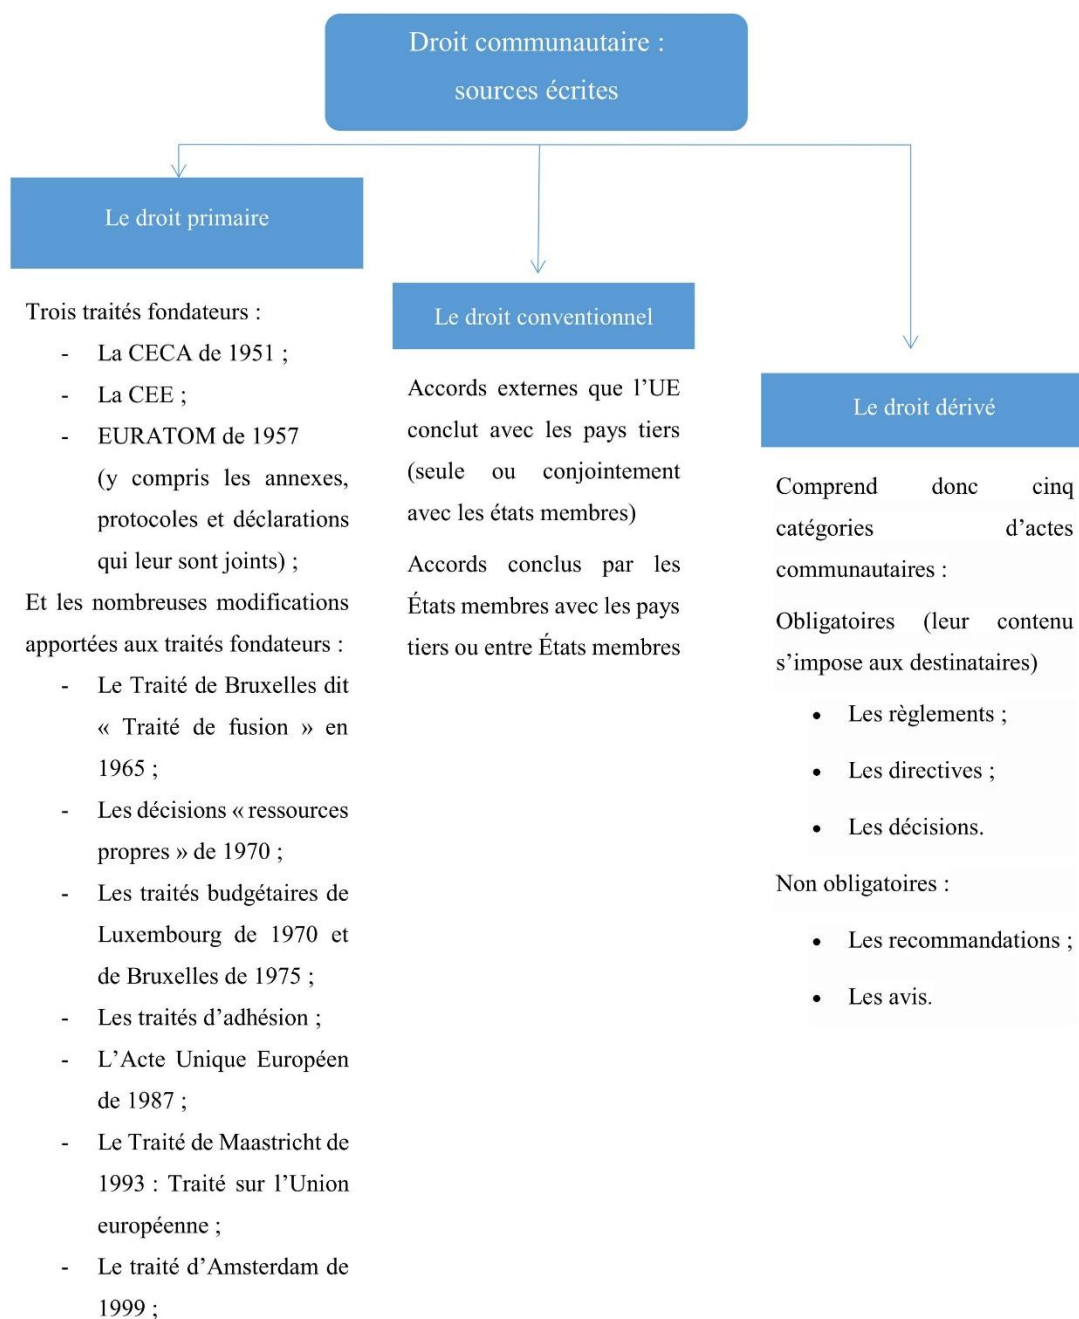 Droit communautaire :
sources écrites
Le droit primaire
Trois traités fondateurs :
- La CECA de 1951 ;
- La CEE ;
- EURATOM de 1957
(y compris les annexes,
protocoles et déclarations
qui leur sont joints) ;
Et les nombreuses modifications
apportées aux traités fondateurs :
- Le Traité de Bruxelles dit
« Traité de fusion » en
1965 ;
- Les décisions « ressources
propres » de 1970 ;
- Les traités budgétaires de
Luxembourg de 1970 et
de Bruxelles de 1975 ;
- Les traités d’adhésion ;
- L’Acte Unique Européen
de 1987 ;
- Le Traité de Maastricht de
1993 : Traité sur l’Union
européenne ;
- Le traité d’Amsterdam de
1999 ;
Le droit conventionnel
Accords externes que l’UE
conclut avec les pays tiers
(seule ou conjointement
avec les états membres)
Accords conclus par les
États membres avec les pays
tiers ou entre États membres
Le droit dérivé
Comprend donc cinq
catégories d’actes
communautaires :
Obligatoires (leur contenu
s’impose aux destinataires)
• Les règlements ;
• Les directives ;
• Les décisions.
Non obligatoires :
• Les recommandations ;
• Les avis.